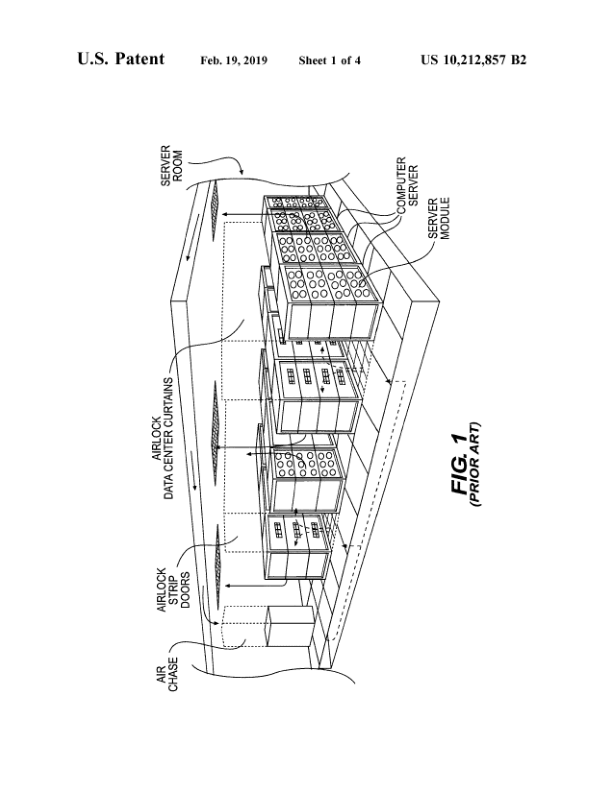 U.S. Patent Feb. 19, 2019 Sheet 1 of 4 US 10,212,857 B2
AIR
CHASE
AIRLOCK
STRIP
DOORS
AIRLOCK
DATA CENTER CURTAINS
SERVER
ROOM
COMPUTER
SERVER
SERVER
MODULE
FIG. 1
(PRIOR ART)